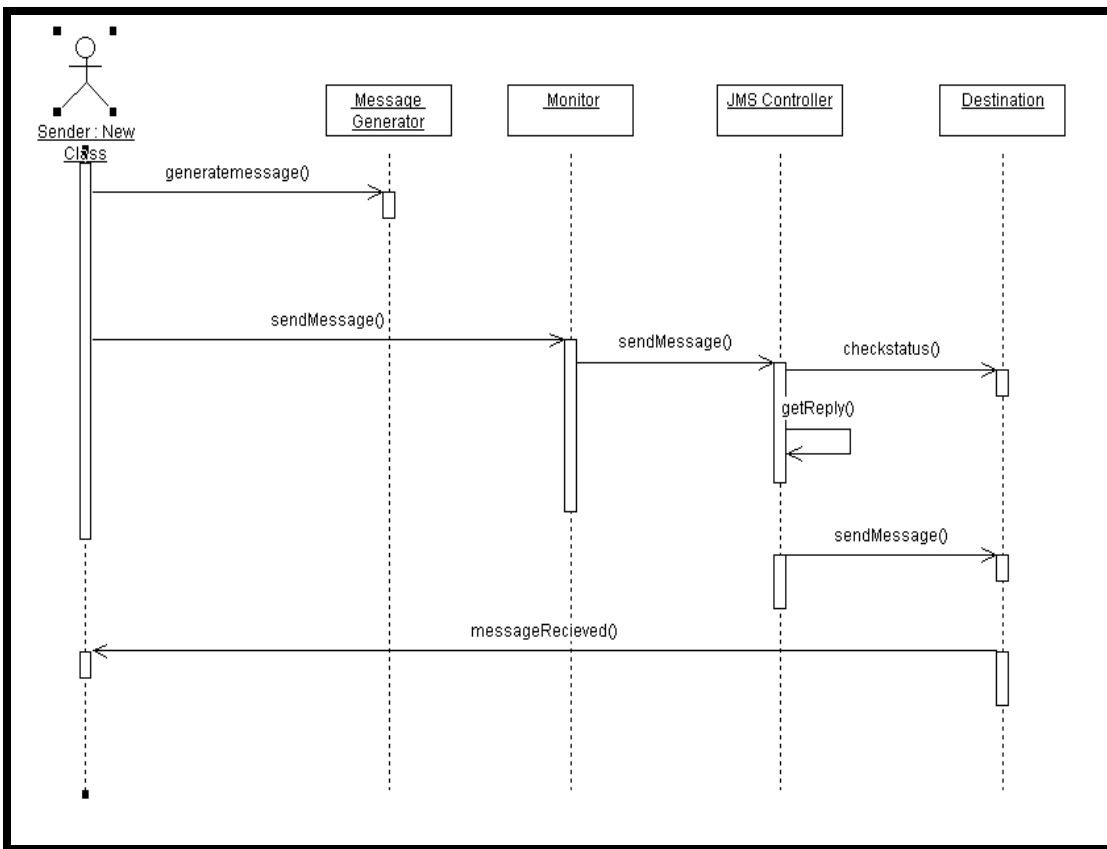 Sender : New
Class
Message
Generator
Monitor
JMS Controller
Destination
generatemessage()
sendMessage()
sendMessage()
checkstatus()
getReply()
sendMessage()
messageRecieved()